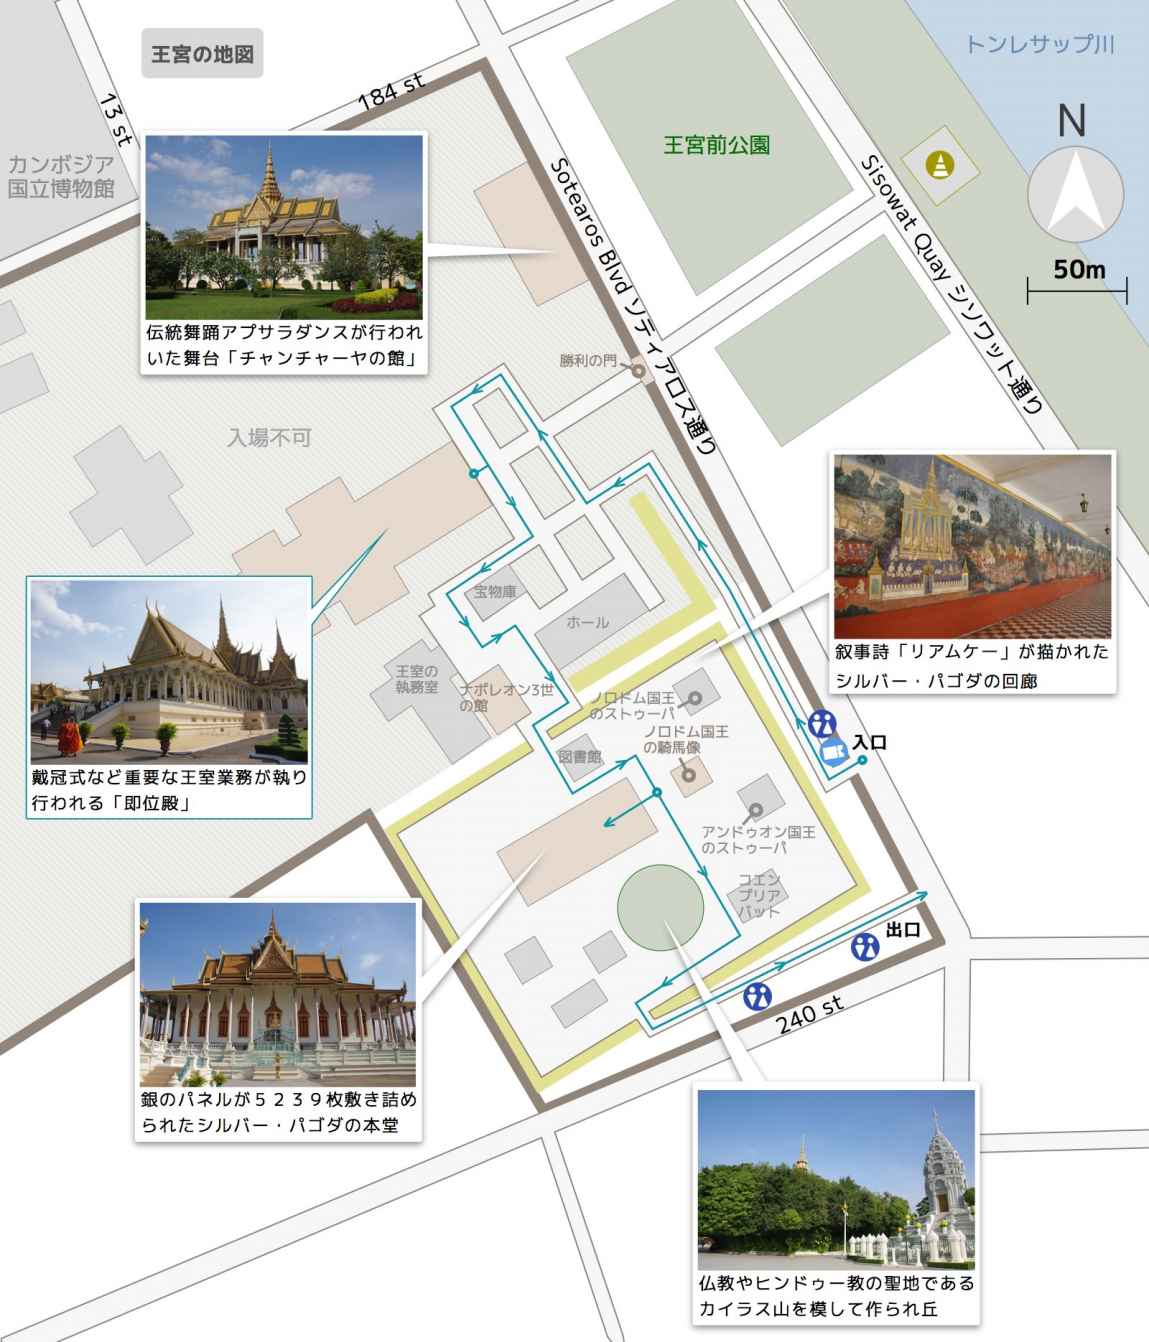 王宮の地図
トンレサップ川
184 st
13 st
カンボジア
国立博物館
王宮前公園
N
50m
Sotearos Blvd ソティアロス通り
Sisowat Quay シソワット通り
伝統舞踊アプサラダンスが行われ
いた舞台「チャンチャーヤの館」
勝利の門
入場不可
叙事詩「リアムケー」が描かれた
シルバー・パゴダの回廊
宝物庫
ホール
王室の
執務室
ナポレオン3世
の館
ノロドム国王
のストゥーパ
ノロドム国王
の騎馬像
図書館
入口
戴冠式など重要な王室業務が執り
行われる「即位殿」
アンドゥオン国王
のストゥーパ
コエン
プリア
バット
出口
240 st
銀のパネルが５２３９枚敷き詰め
られたシルバー・パゴダの本堂
仏教やヒンドゥー教の聖地である
カイラス山を模して作られ丘